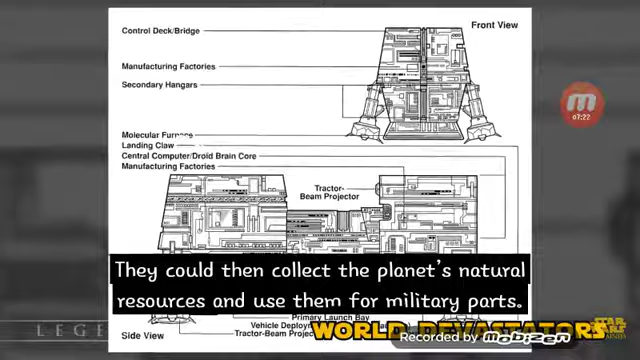 Front View
Control Deck/Bridge
Manufacturing Factories
Secondary Hangars
07:22
Molecular Furnace
Landing Claw
Central Computer/Droid Brain Core
Manufacturing Factories
Tractor-
Beam Projector
They could then collect the planet's natural
resources and use them for military parts.
Primary Launch Bay
Vehicle Deploym
Side View
Tractor-Beam Proje
LEGE
WORLD DEVASTATORS
STAR
WARS
Recorded by mobizen